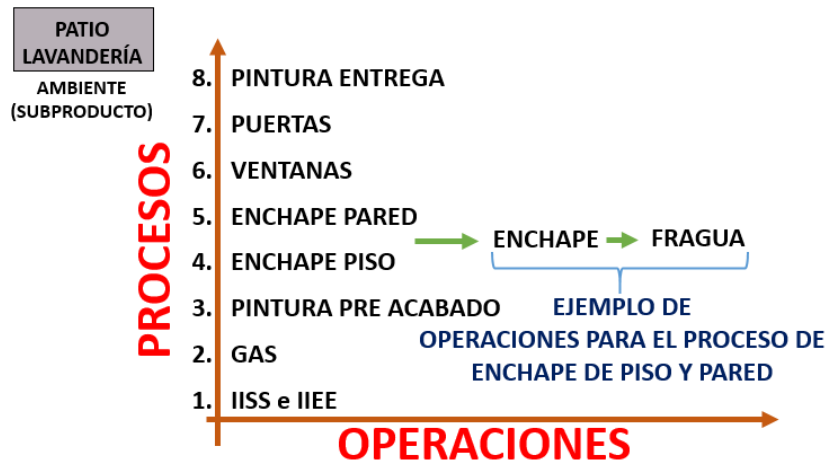 PATIO
LAVANDERÍA
AMBIENTE
(SUBPRODUCTO)
PROCESOS
8. PINTURA ENTREGA
7. PUERTAS
6. VENTANAS
5. ENCHAPE PARED
4. ENCHAPE PISO
3. PINTURA PRE ACABADO
2. GAS
1. IISS e IIEE
ENCHAPE FRAGUA
EJEMPLO DE
OPERACIONES PARA EL PROCESO DE
ENCHAPE DE PISO Y PARED
OPERACIONES